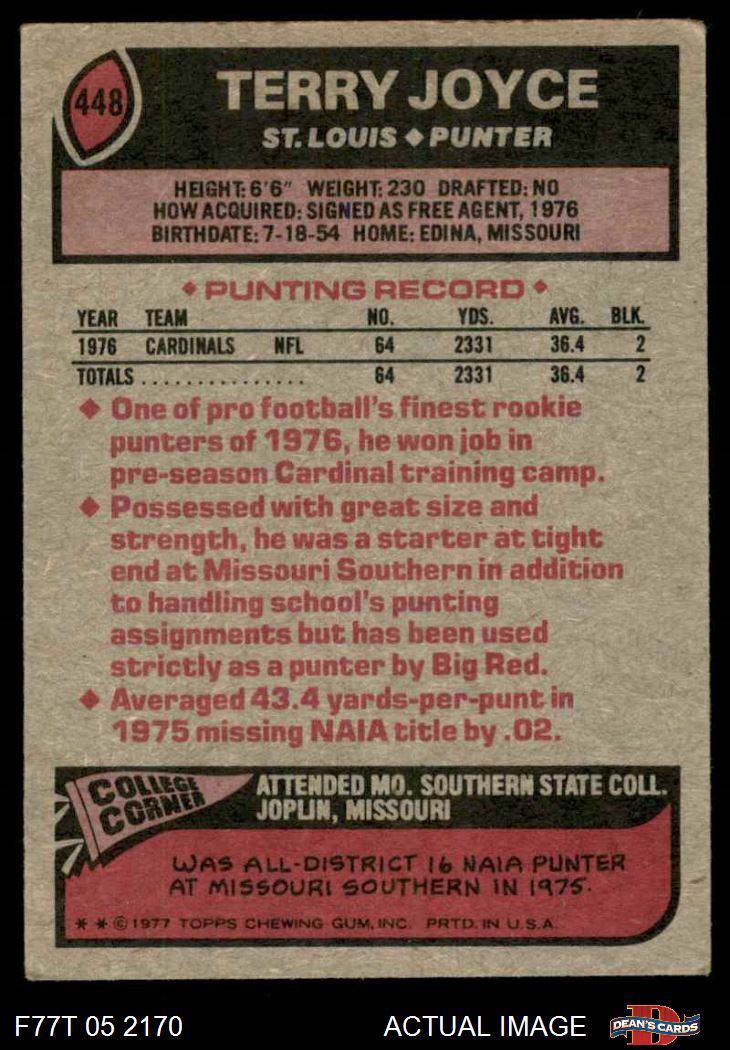 448
TERRY JOYCE
ST. LOUIS ◆ PUNTER
HEIGHT: 6'6" WEIGHT: 230 DRAFTED: NO
HOW ACQUIRED: SIGNED AS FREE AGENT, 1976
BIRTHDATE: 7-18-54 HOME: EDINA, MISSOURI
◆ PUNTING RECORD ◆
YEAR TEAM NO. YDS. AVG. BLK.
1976 CARDINALS NFL 64 2331 36.4 2
TOTALS ................ 64 2331 36.4 2
◆ One of pro football's finest rookie
punters of 1976, he won job in
pre-season Cardinal training camp.
◆ Possessed with great size and
strength, he was a starter at tight
end at Missouri Southern in addition
to handling school's punting
assignments but has been used
strictly as a punter by Big Red.
◆ Averaged 43.4 yards-per-punt in
1975 missing NAIA title by .02.
COLLEGE
CORNER
ATTENDED MO. SOUTHERN STATE COLL.
JOPLIN, MISSOURI
WAS ALL-DISTRICT 16 NAIA PUNTER
AT MISSOURI SOUTHERN IN 1975.
* * © 1977 TOPPS CHEWING GUM, INC. PRTD. IN U.S.A.
F77T 05 2170 ACTUAL IMAGE
D
DEAN'S CARDS